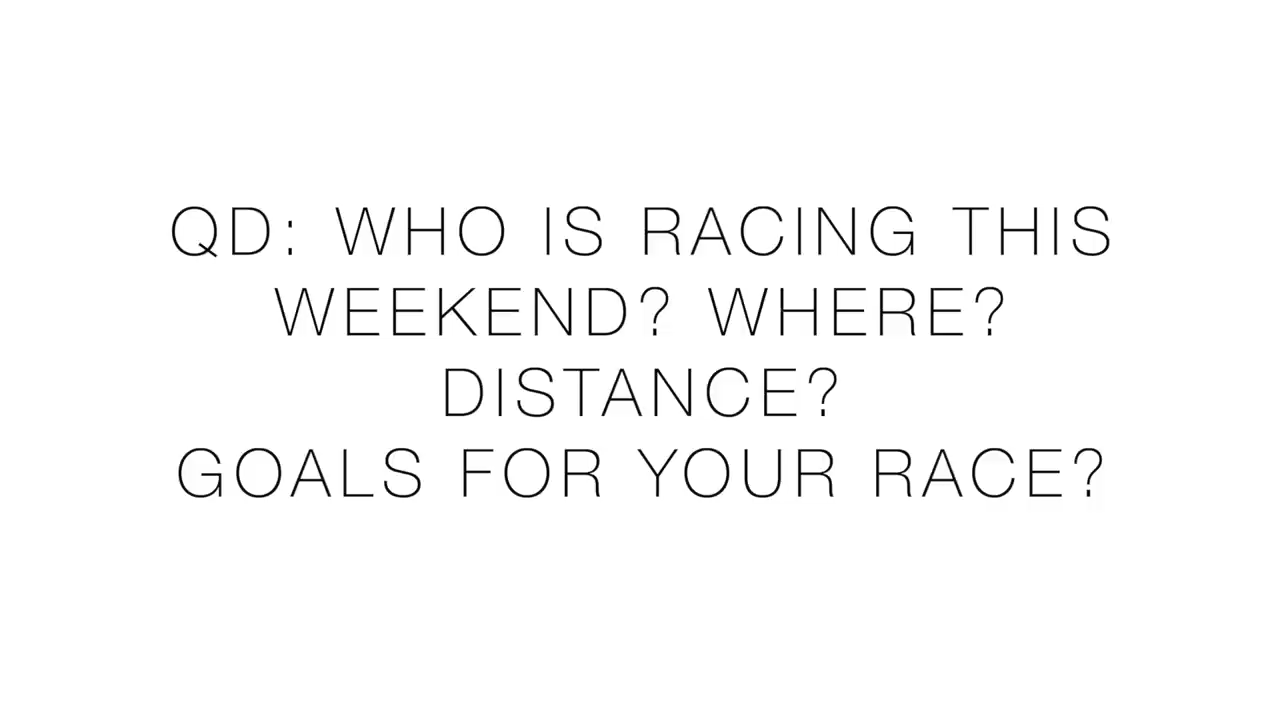 QD: WHO IS RACING THIS
WEEKEND? WHERE?
DISTANCE?
GOALS FOR YOUR RACE?